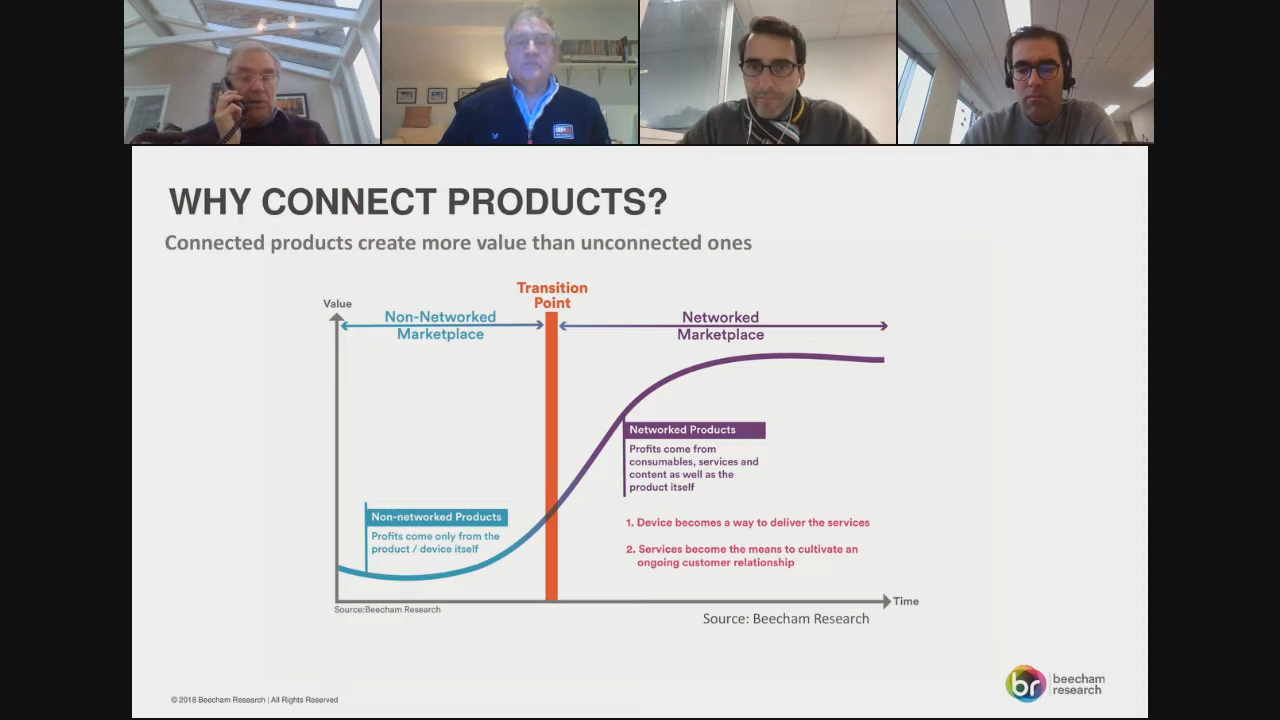 WHY CONNECT PRODUCTS?
Connected products create more value than unconnected ones
Transition
Point
Value
Non-Networked
Marketplace
Networked
Marketplace
Networked Products
Profits come from
consumables, services and
content as well as the
product itself
Non-networked Products
Profits come only from the
product / device itself
1. Device becomes a way to deliver the services
2. Services become the means to cultivate an
ongoing customer relationship
Time
Source:Beecham Research
Source: Beecham Research
© 2018 Beecham Research | All Rights Reserved
br
beecham
research